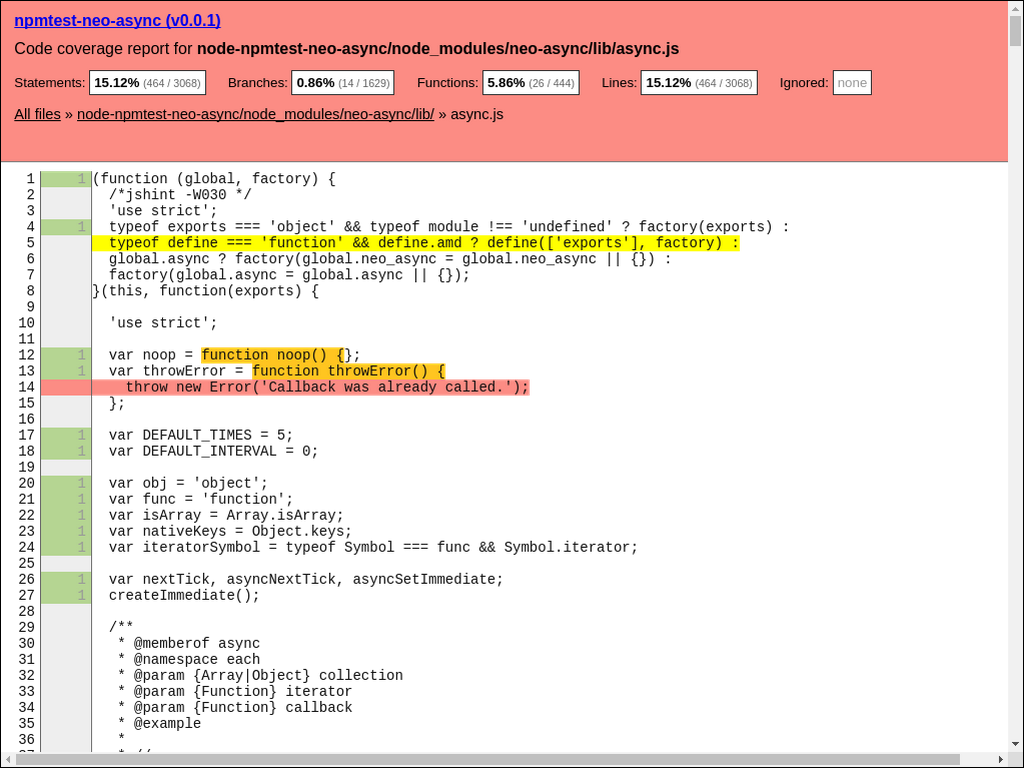 npmtest-neo-async (v0.0.1)
Code coverage report for node-npmtest-neo-async/node_modules/neo-async/lib/async.js
Statements: 15.12% (464 / 3068) Branches: 0.86% (14 / 1629) Functions: 5.86% (26 / 444) Lines: 15.12% (464 / 3068) Ignored: none
All files » node-npmtest-neo-async/node_modules/neo-async/lib/ » async.js
1 1 (function (global, factory) {
2   /*jshint -W030 */
3   'use strict';
4 1   typeof exports === 'object' && typeof module !== 'undefined' ? factory(exports) :
5   typeof define === 'function' && define.amd ? define(['exports'], factory) :
6   global.async ? factory(global.neo_async = global.neo_async || {}) :
7   factory(global.async = global.async || {});
8 }(this, function(exports) {
9
10   'use strict';
11
12 1   var noop = function noop() {};
13 1   var throwError = function throwError() {
14     throw new Error('Callback was already called.');
15   };
16
17 1   var DEFAULT_TIMES = 5;
18 1   var DEFAULT_INTERVAL = 0;
19
20 1   var obj = 'object';
21 1   var func = 'function';
22 1   var isArray = Array.isArray;
23 1   var nativeKeys = Object.keys;
24 1   var iteratorSymbol = typeof Symbol === func && Symbol.iterator;
25
26 1   var nextTick, asyncNextTick, asyncSetImmediate;
27 1   createImmediate();
28
29   /**
30    * @memberof async
31    * @namespace each
32    * @param {Array|Object} collection
33    * @param {Function} iterator
34    * @param {Function} callback
35    * @example
36    *